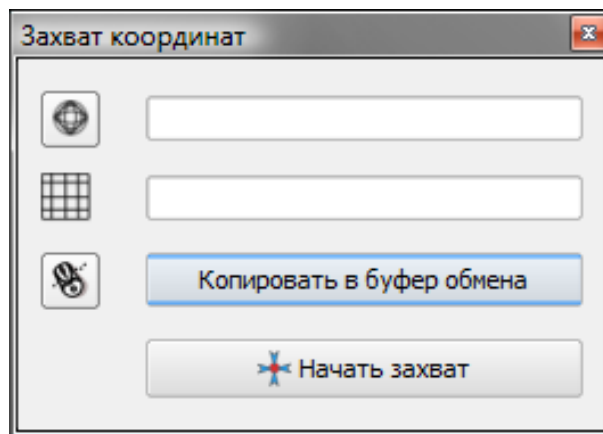 Захват координат
Копировать в буфер обмена
Начать захват